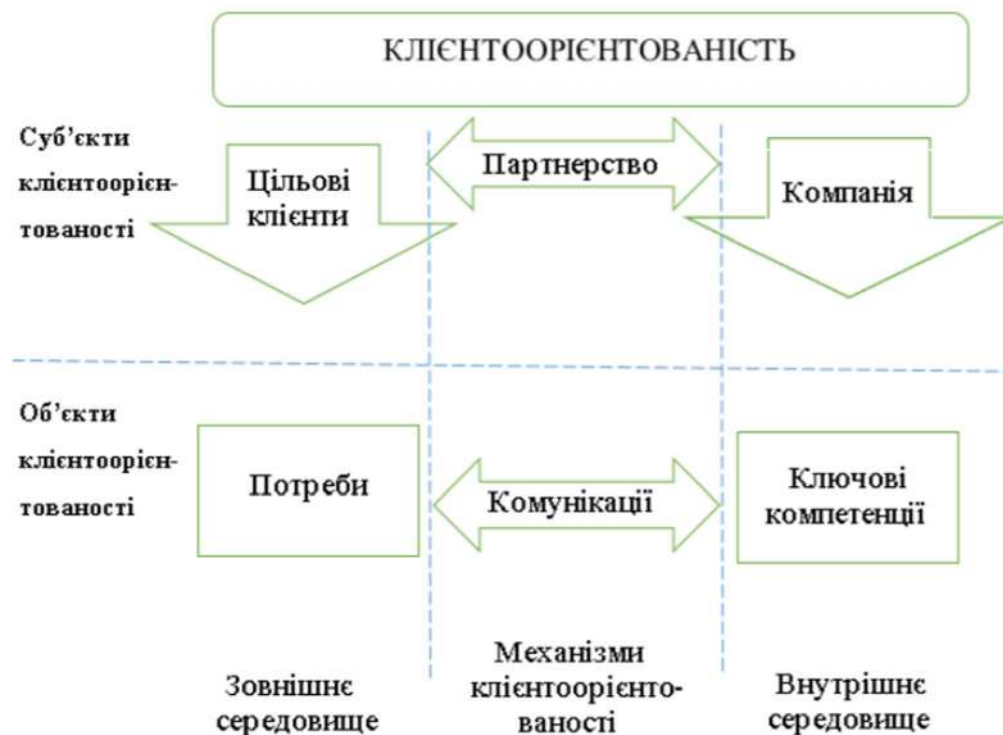 КЛІЄНТООРІЄНТОВАНІСТЬ
Суб’єкти
клієнтоорієн-
тованості
Цільові
клієнти
Партнерство
Компанія
Об’єкти
клієнтоорієн-
тованості
Потреби
Комунікації
Ключові
компетенції
Зовнішнє
середовище
Механізми
клієнтоорієнто-
ваності
Внутрішнє
середовище